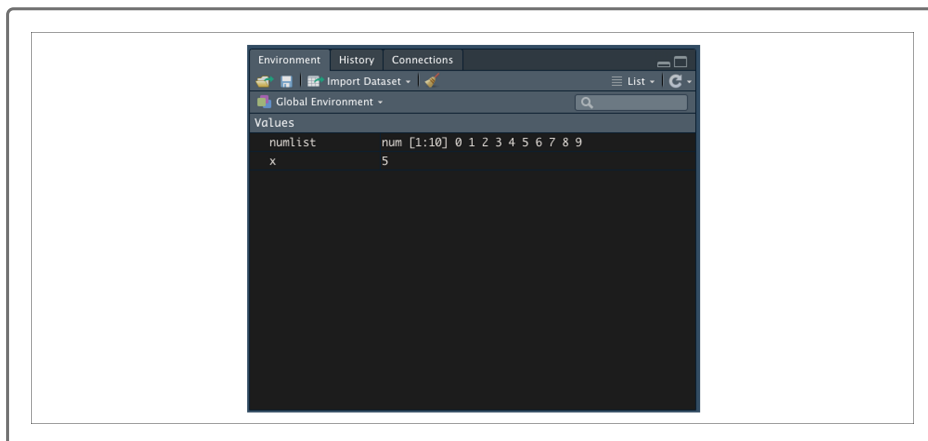 Environment History Connections
Import Dataset List
Global Environment
Values
numlist num [1:10] 0 1 2 3 4 5 6 7 8 9
x 5